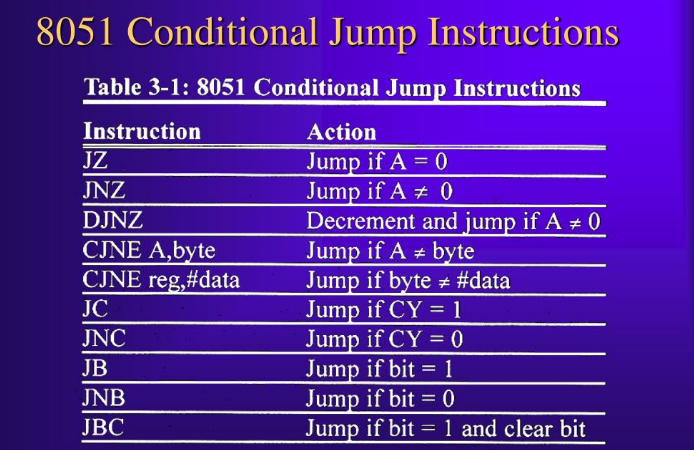 8051 Conditional Jump Instructions
Table 3-1: 8051 Conditional Jump Instructions
Instruction Action
JZ Jump if A = 0
JNZ Jump if A ≠ 0
DJNZ Decrement and jump if A ≠ 0
CJNE A,byte Jump if A ≠ byte
CJNE reg,#data Jump if byte ≠ #data
JC Jump if CY = 1
JNC Jump if CY = 0
JB Jump if bit = 1
JNB Jump if bit = 0
JBC Jump if bit = 1 and clear bit